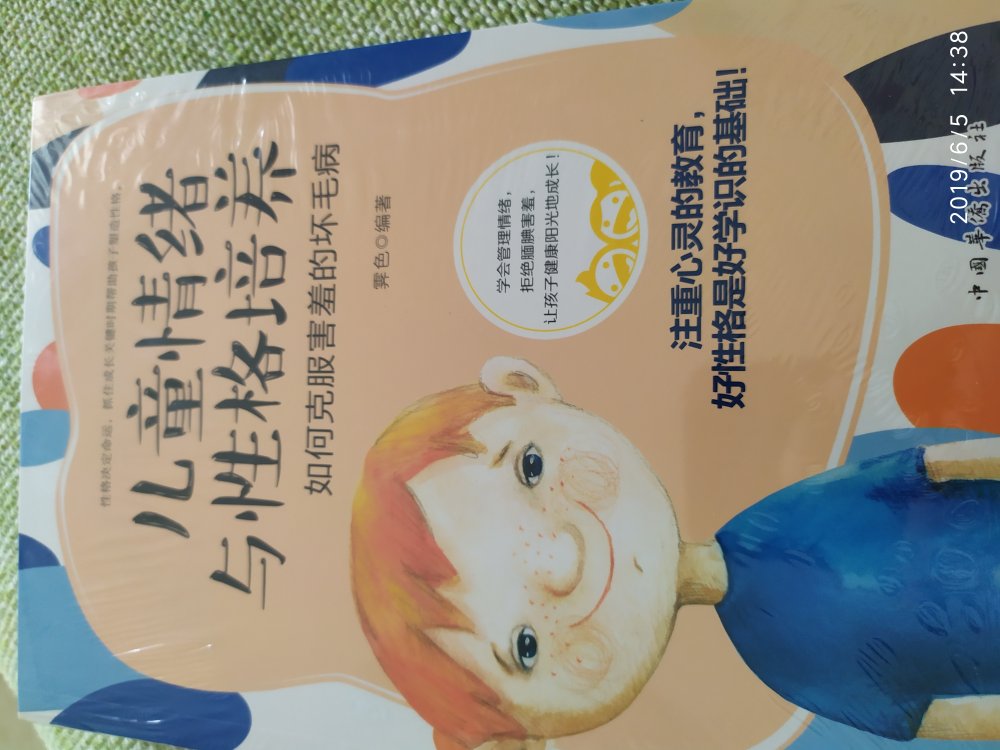 性格决定命运，抓住成长关键时期帮助孩子塑造性格，
儿童情绪
与性格培养
如何克服害羞的坏毛病
霁色◎编著
学会管理情绪，
拒绝腼腆害羞，
让孩子健康阳光地成长！
注重心灵的教育，
好性格是好学识的基础！
中国华侨出版社
2019/6/5 14:38